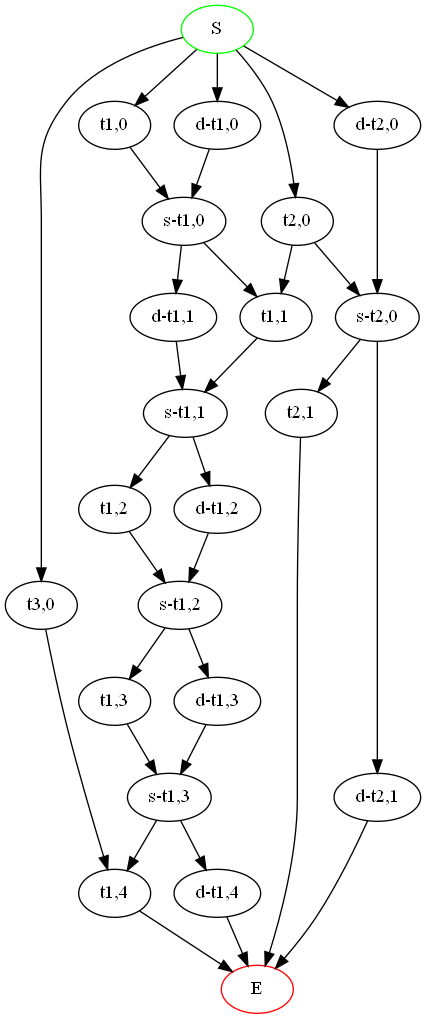 S
t1,0
d-t1,0
d-t2,0
s-t1,0
t2,0
d-t1,1
t1,1
s-t2,0
s-t1,1
t2,1
t1,2
d-t1,2
t3,0
s-t1,2
t1,3
d-t1,3
s-t1,3
d-t2,1
t1,4
d-t1,4
E